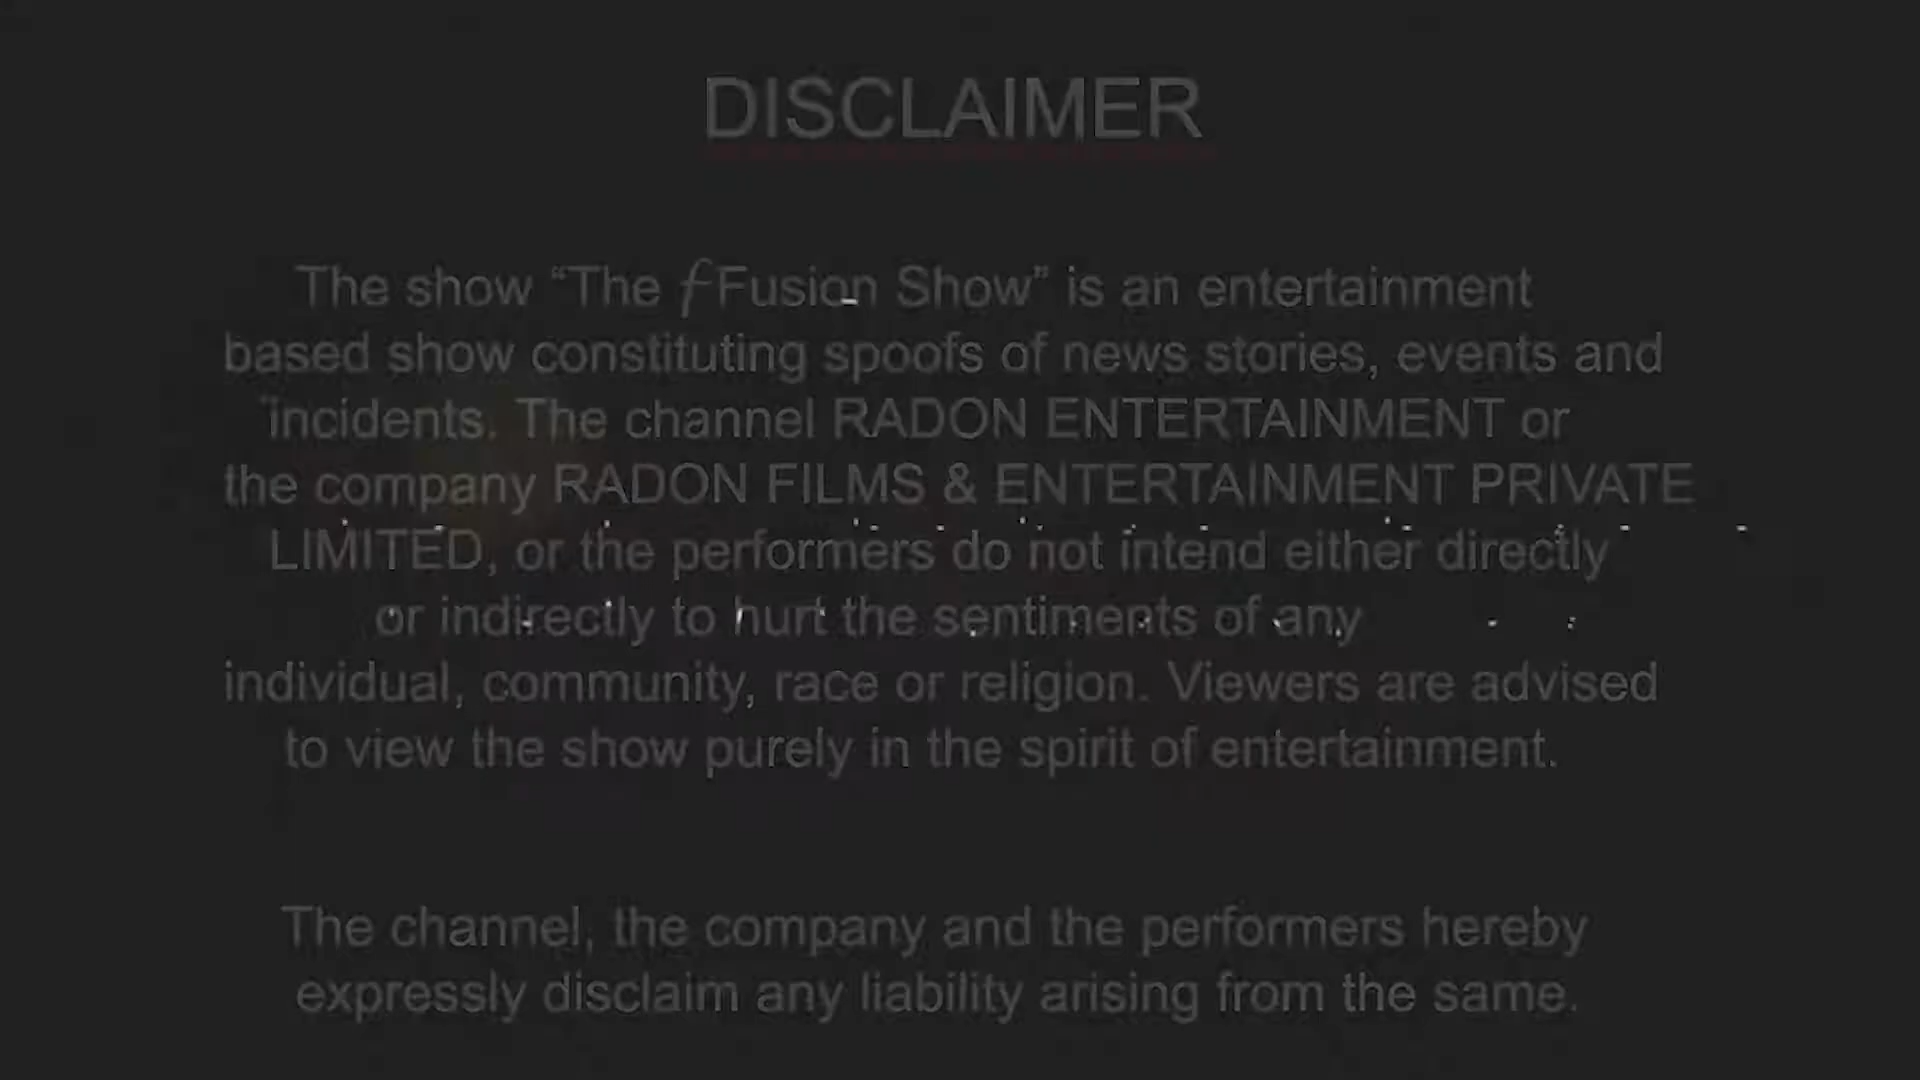 DISCLAIMER
The show “The fFusion Show” is an entertainment
based show constituting spoofs of news stories, events and
incidents. The channel RADON ENTERTAINMENT or
the company RADON FILMS & ENTERTAINMENT PRIVATE
LIMITED, or the performers do not intend either directly
or indirectly to hurt the sentiments of any
individual, community, race or religion. Viewers are advised
to view the show purely in the spirit of entertainment.
The channel, the company and the performers hereby
expressly disclaim any liability arising from the same.